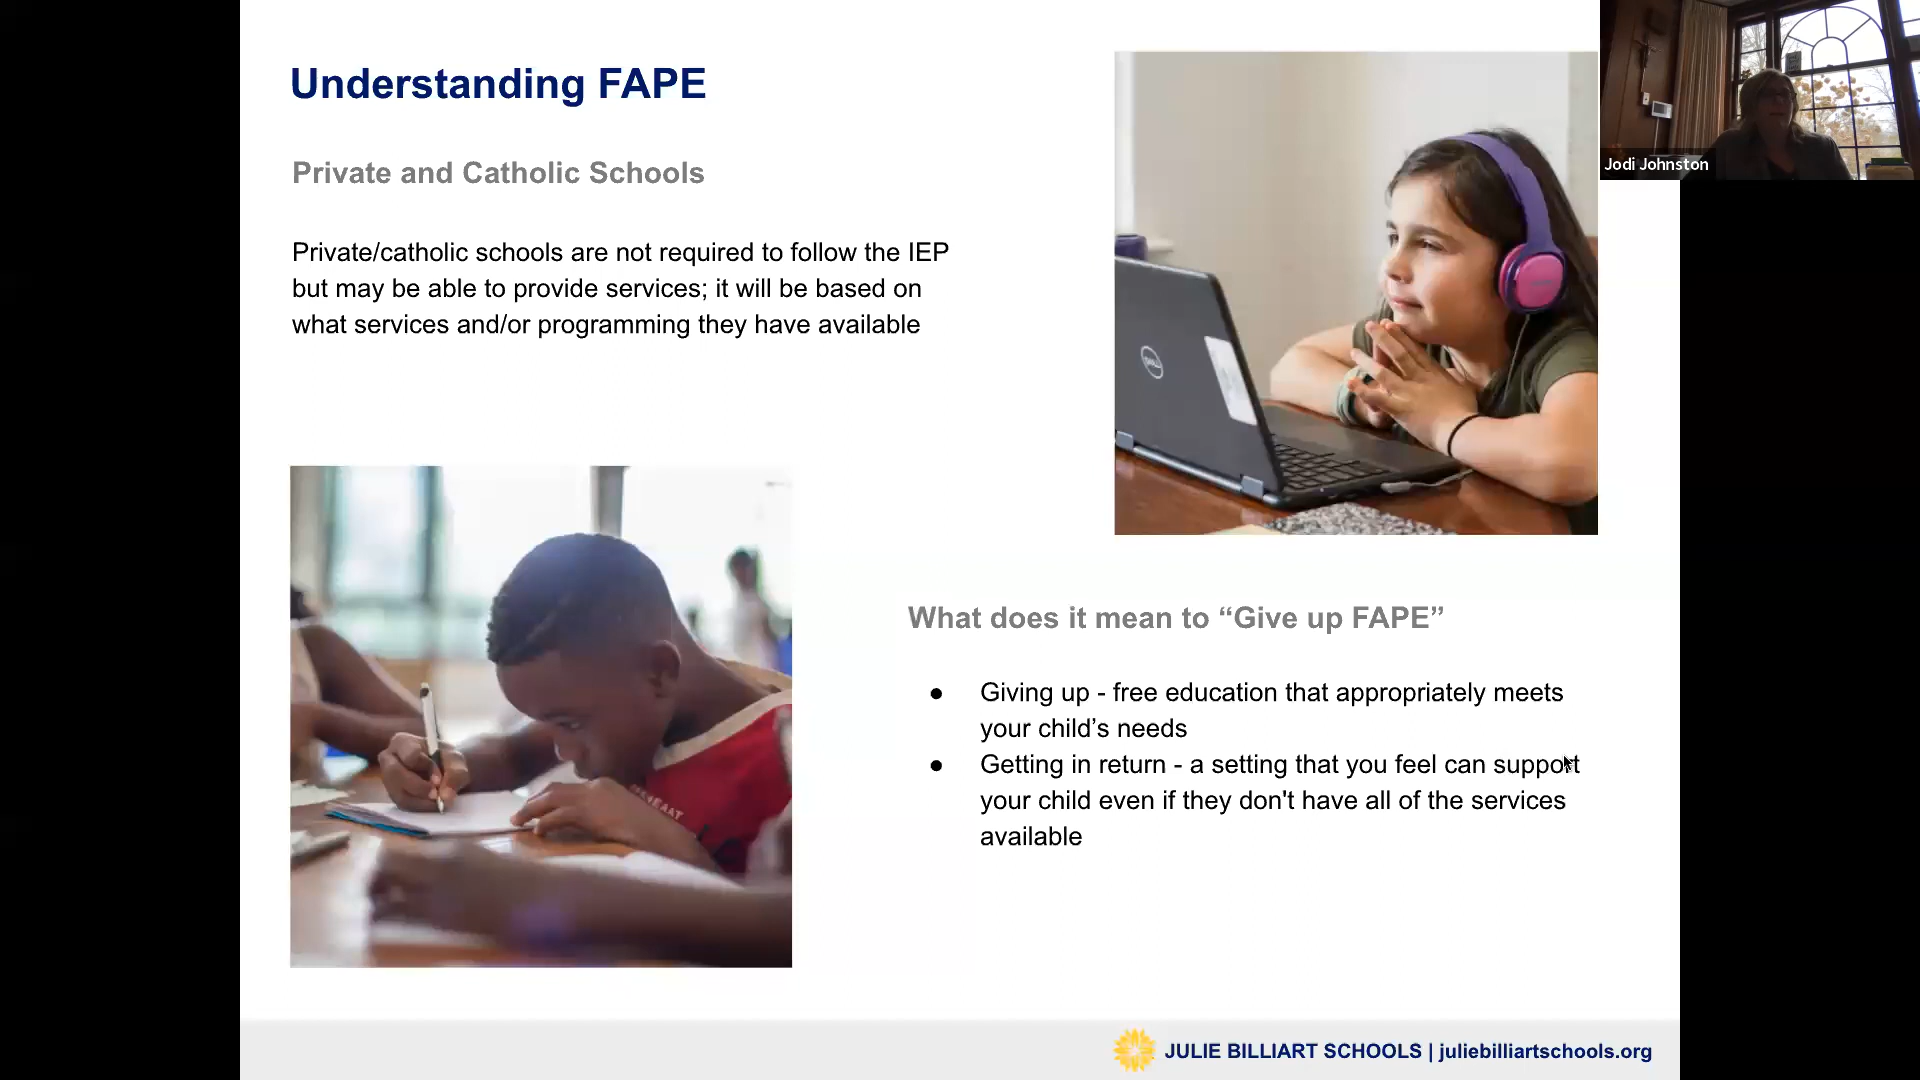 Understanding FAPE
Jodi Johnston
Private and Catholic Schools
Private/catholic schools are not required to follow the IEP
but may be able to provide services; it will be based on
what services and/or programming they have available
DELL
What does it mean to “Give up FAPE”
● Giving up - free education that appropriately meets
your child’s needs
● Getting in return - a setting that you feel can support
your child even if they don't have all of the services
available
JULIE BILLIART SCHOOLS | juliebilliartschools.org